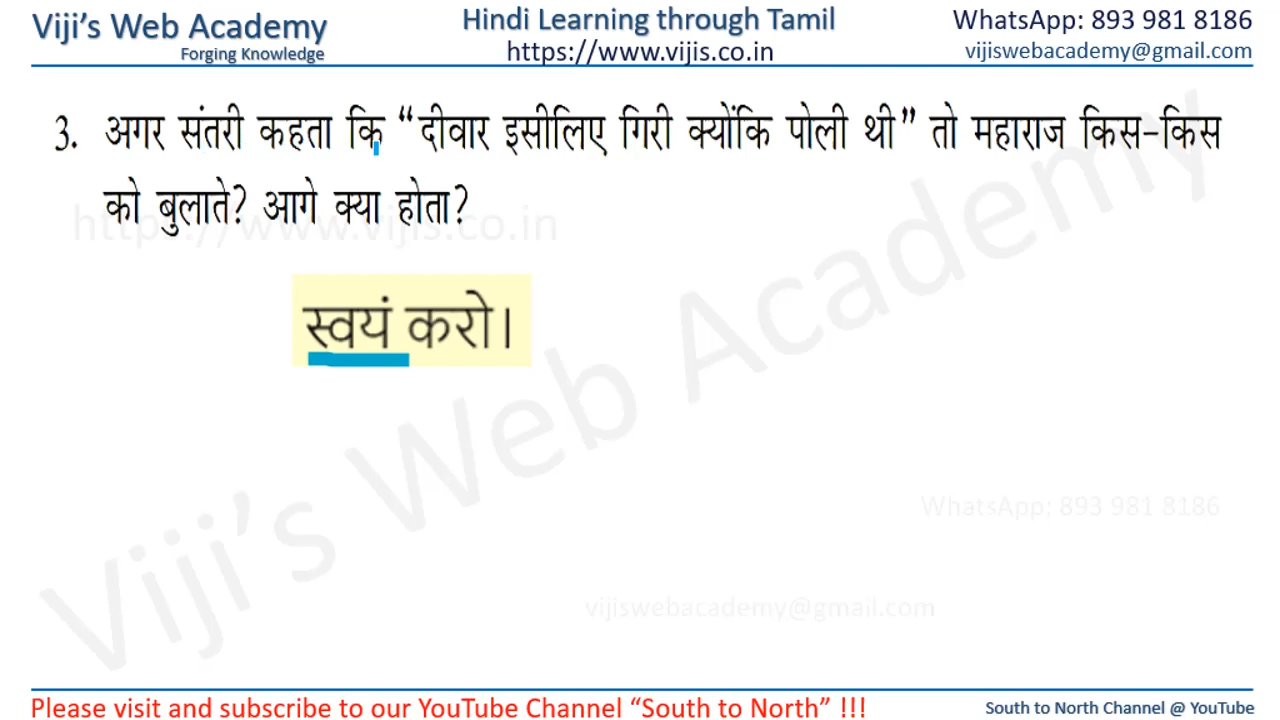 Viji’s Web Academy
Forging Knowledge
Hindi Learning through Tamil
https://www.vijis.co.in
WhatsApp: 893 981 8186
vijiswebacademy@gmail.com
3. अगर संतरी कहता कि “दीवार इसीलिए गिरी क्योंकि पोली थी” तो महाराज किस-किस
को बुलाते? आगे क्या होता?
https://www.vijis.co.in
स्वयं करो।
Viji’s Web Academy
WhatsApp: 893 981 8186
vijiswebacademy@gmail.com
Please visit and subscribe to our YouTube Channel “South to North” !!!
South to North Channel @ YouTube